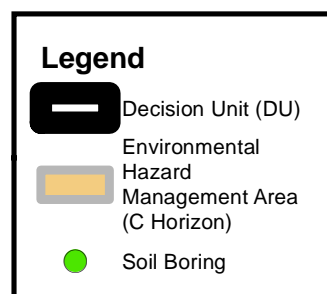 Legend
Decision Unit (DU)
Environmental
Hazard
Management Area
(C Horizon)
Soil Boring